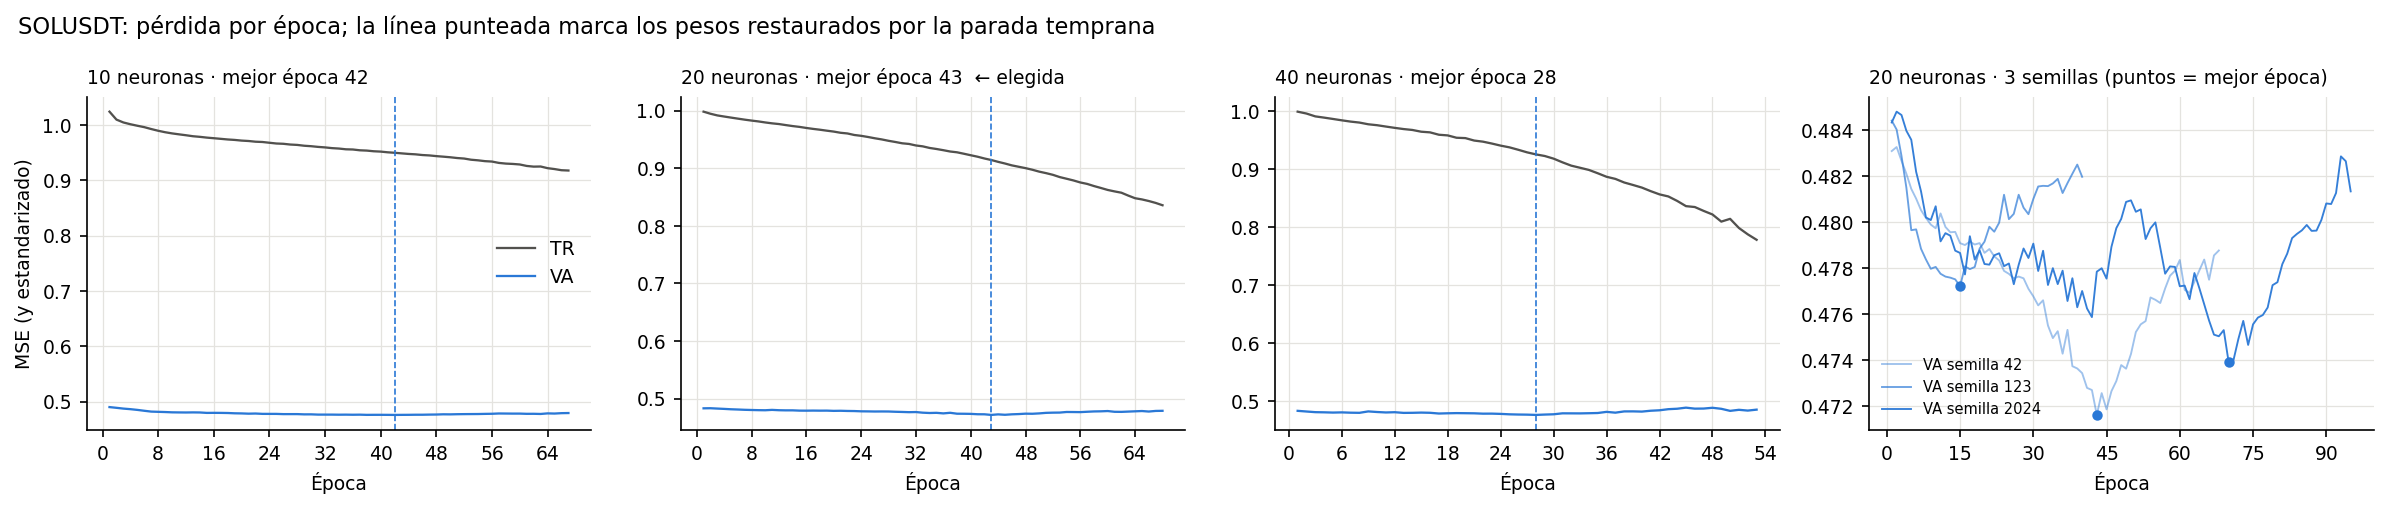 SOLUSDT: pérdida por época; la línea punteada marca los pesos restaurados por la parada temprana
10 neuronas · mejor época 42
MSE (y estandarizado)
1.0
0.9
0.8
0.7
0.6
0.5
TR
VA
0 8 16 24 32 40 48 56 64
Época
20 neuronas · mejor época 43 ← elegida
1.0
0.9
0.8
0.7
0.6
0.5
0 8 16 24 32 40 48 56 64
Época
40 neuronas · mejor época 28
1.0
0.9
0.8
0.7
0.6
0.5
0 6 12 18 24 30 36 42 48 54
Época
20 neuronas · 3 semillas (puntos = mejor época)
0.484
0.482
0.480
0.478
0.476
0.474
0.472
VA semilla 42
VA semilla 123
VA semilla 2024
0 15 30 45 60 75 90
Época